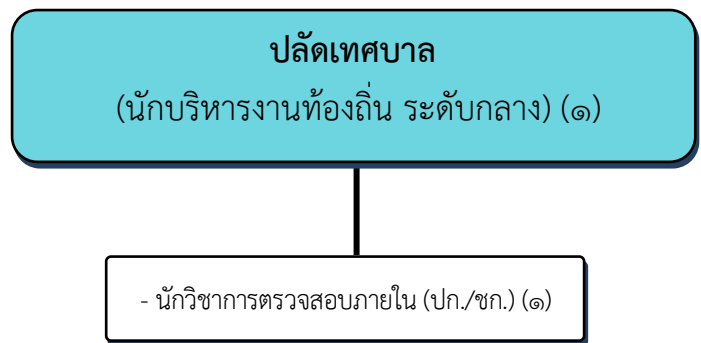 ปลัดเทศบาล
(นักบริหารงานท้องถิ่น ระดับกลาง) (๑)
- นักวิชาการตรวจสอบภายใน (ปก./ชก.) (๑)